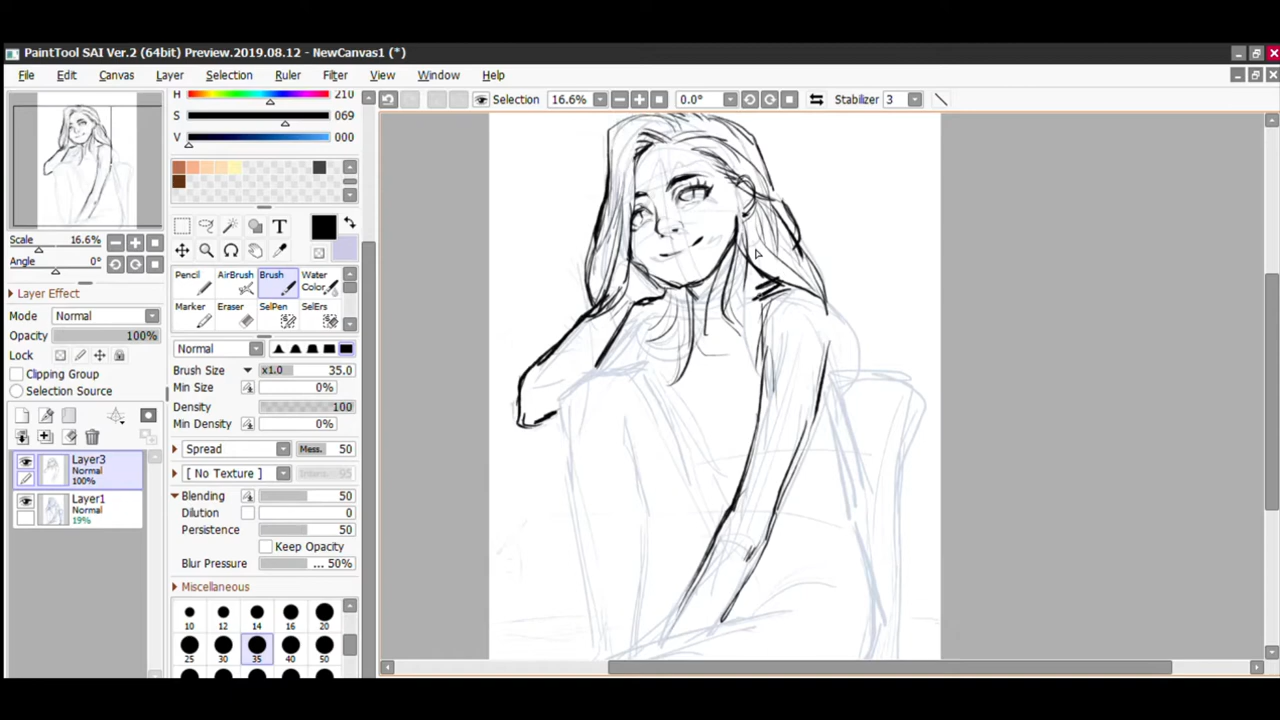 PaintTool SAI Ver.2 (64bit) Preview.2019.08.12 - NewCanvas1 (*)
File Edit Canvas Layer Selection Ruler Filter View Window Help
H 210
S 069
V 000
Selection 16.6% 0.0° Stabilizer 3
Scale 16.6%
Angle 0°
Layer Effect
Mode Normal
Opacity 100%
Lock
Clipping Group
Selection Source
Layer3
Normal
100%
Layer1
Normal
19%
T
Pencil AirBrush Brush Water Color
Marker Eraser SelPen SelErs
Normal
Brush Size x1.0 35.0
Min Size 0%
Density 100
Min Density 0%
Spread Mess. 50
[ No Texture ] 95
Blending 50
Dilution 0
Persistence 50
Keep Opacity
Blur Pressure ... 50%
Miscellaneous
10 12 14 16 20
25 30 35 40 50